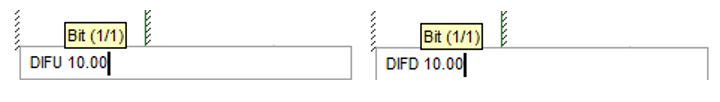 Bit (1/1)
DIFU 10.00
Bit (1/1)
DIFD 10.00